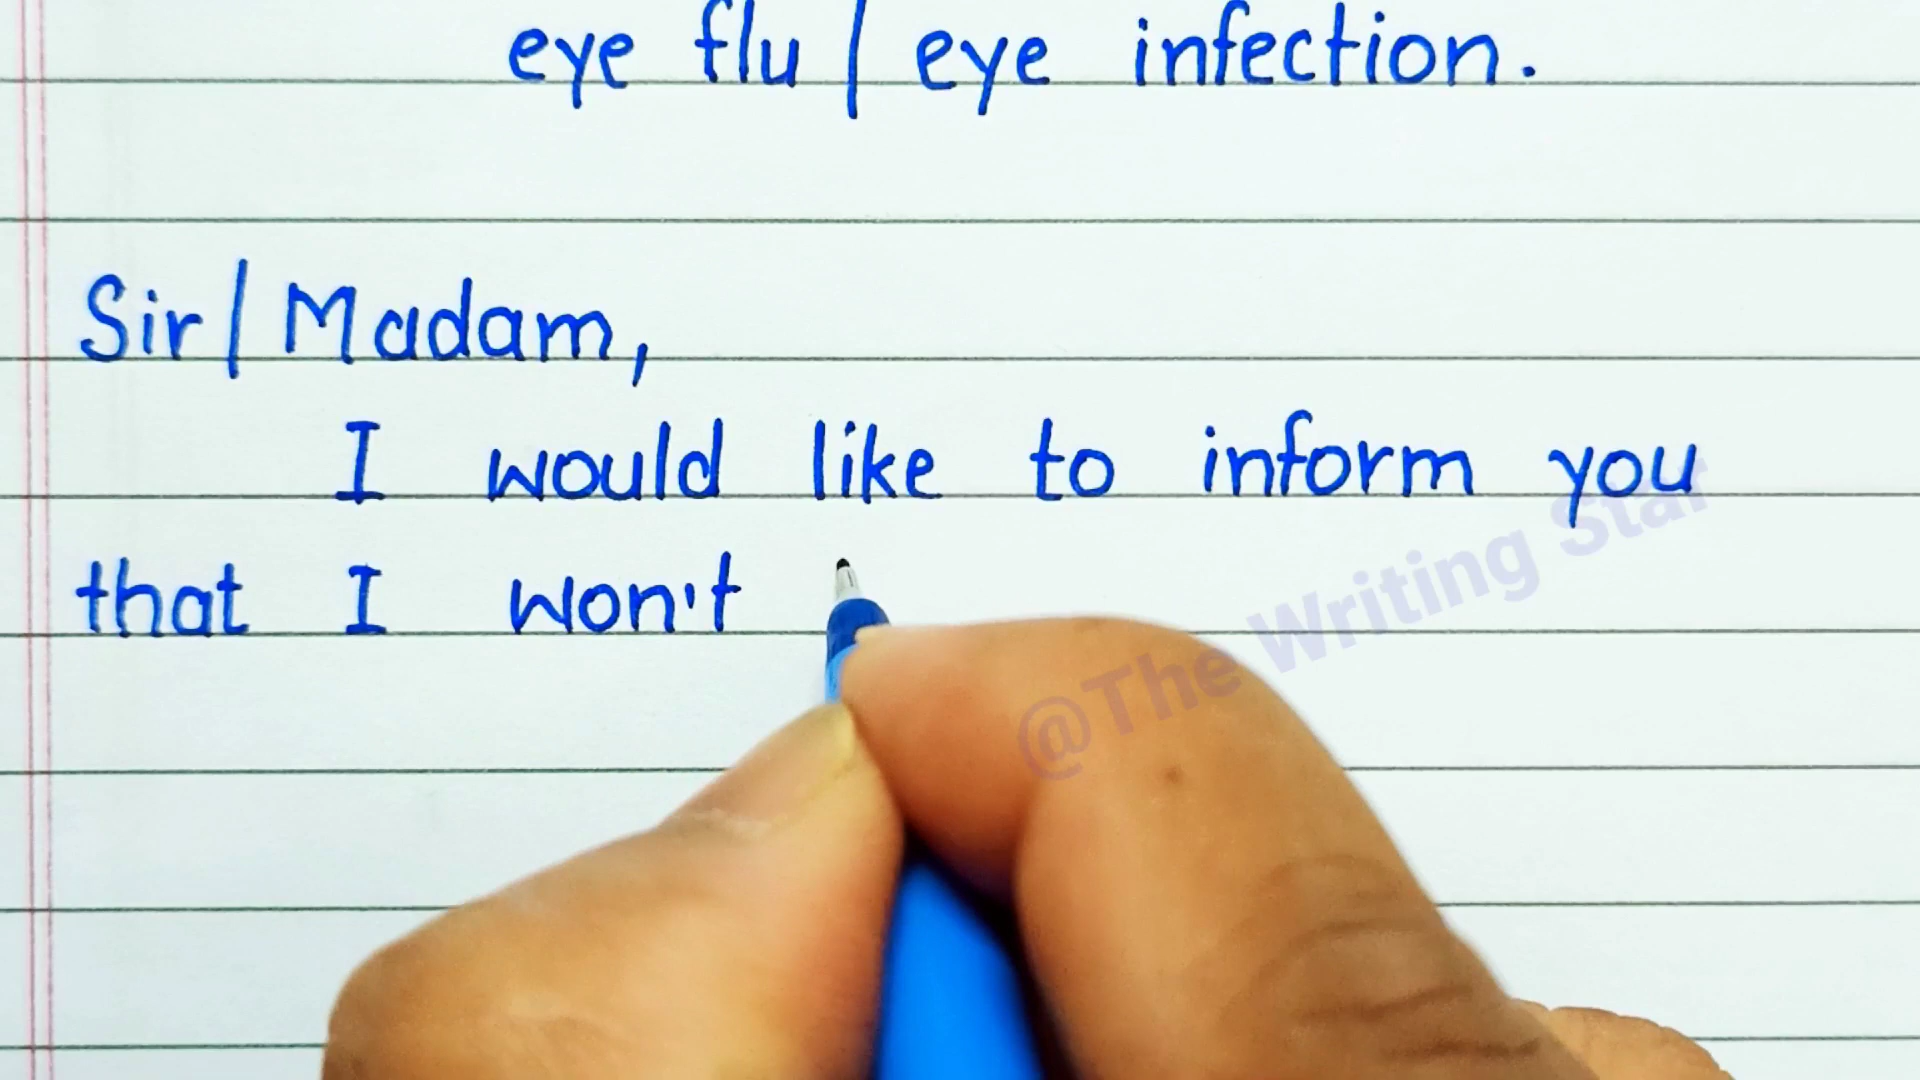 eye flu / eye infection.
Sir / Madam,
I would like to inform you
that I won't
@The Writing Star